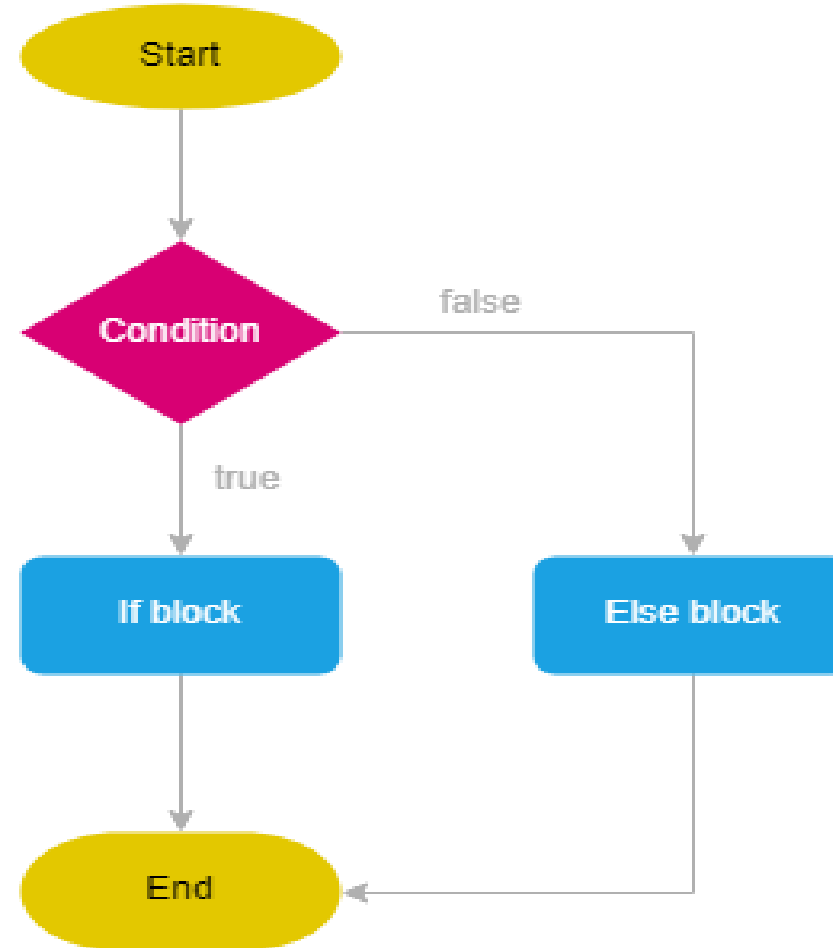 Start
Condition
false
true
If block
Else block
End